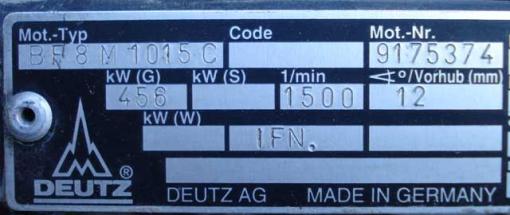 Mot.-Typ Code Mot.-Nr.
BF8M1015C 9175374
kW (G) kW (S) 1/min °/Vorhub (mm)
456 1500 12
kW (W)
IFN.
DEUTZ ® DEUTZ AG MADE IN GERMANY